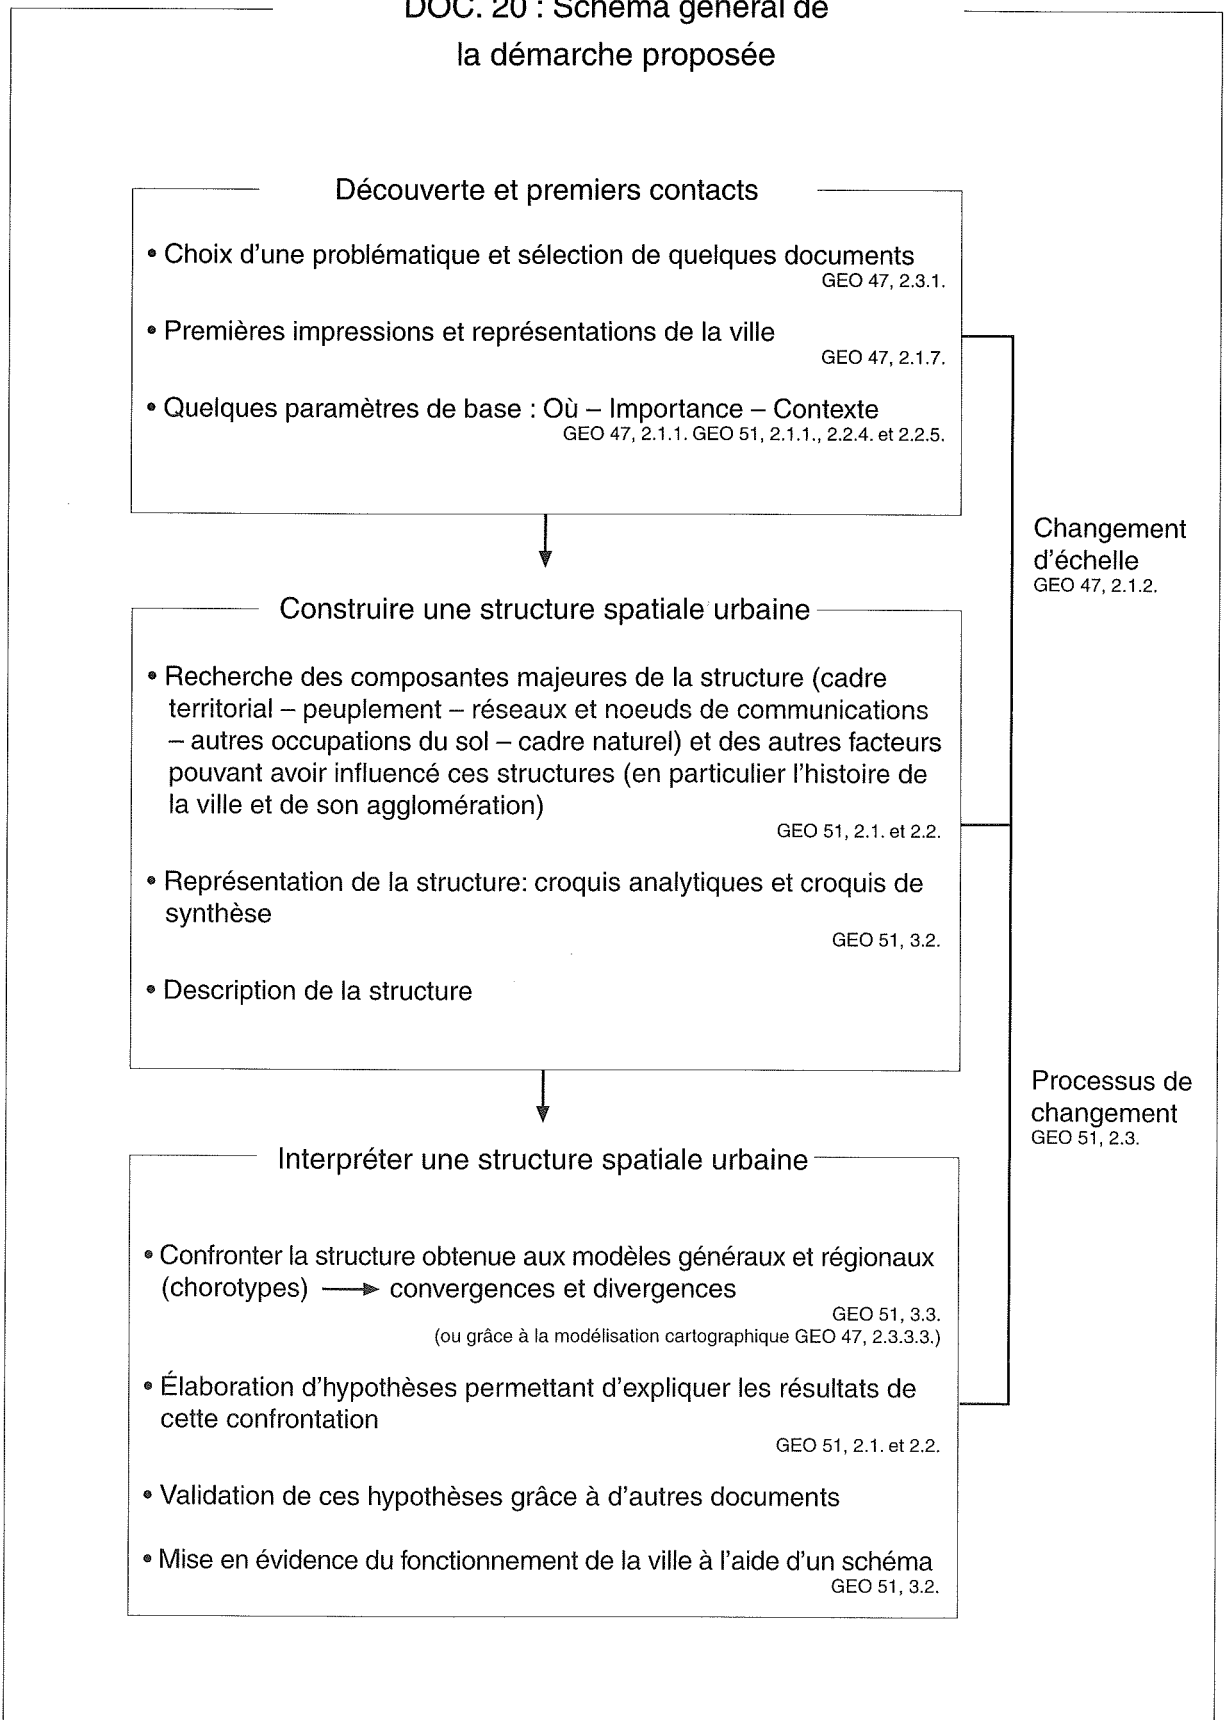 DOC. 20 : Schéma général de
la démarche proposée
Découverte et premiers contacts
• Choix d'une problématique et sélection de quelques documents
GEO 47, 2.3.1.
• Premières impressions et représentations de la ville
GEO 47, 2.1.7.
• Quelques paramètres de base : Où – Importance – Contexte
GEO 47, 2.1.1. GEO 51, 2.1.1., 2.2.4. et 2.2.5.
Changement
d'échelle
GEO 47, 2.1.2.
Construire une structure spatiale urbaine
• Recherche des composantes majeures de la structure (cadre
territorial – peuplement – réseaux et noeuds de communications
– autres occupations du sol – cadre naturel) et des autres facteurs
pouvant avoir influencé ces structures (en particulier l'histoire de
la ville et de son agglomération)
GEO 51, 2.1. et 2.2.
• Représentation de la structure: croquis analytiques et croquis de
synthèse
GEO 51, 3.2.
• Description de la structure
Processus de
changement
GEO 51, 2.3.
Interpréter une structure spatiale urbaine
• Confronter la structure obtenue aux modèles généraux et régionaux
(chorotypes) → convergences et divergences
GEO 51, 3.3.
(ou grâce à la modélisation cartographique GEO 47, 2.3.3.3.)
• Élaboration d'hypothèses permettant d'expliquer les résultats de
cette confrontation
GEO 51, 2.1. et 2.2.
• Validation de ces hypothèses grâce à d'autres documents
• Mise en évidence du fonctionnement de la ville à l'aide d'un schéma
GEO 51, 3.2.